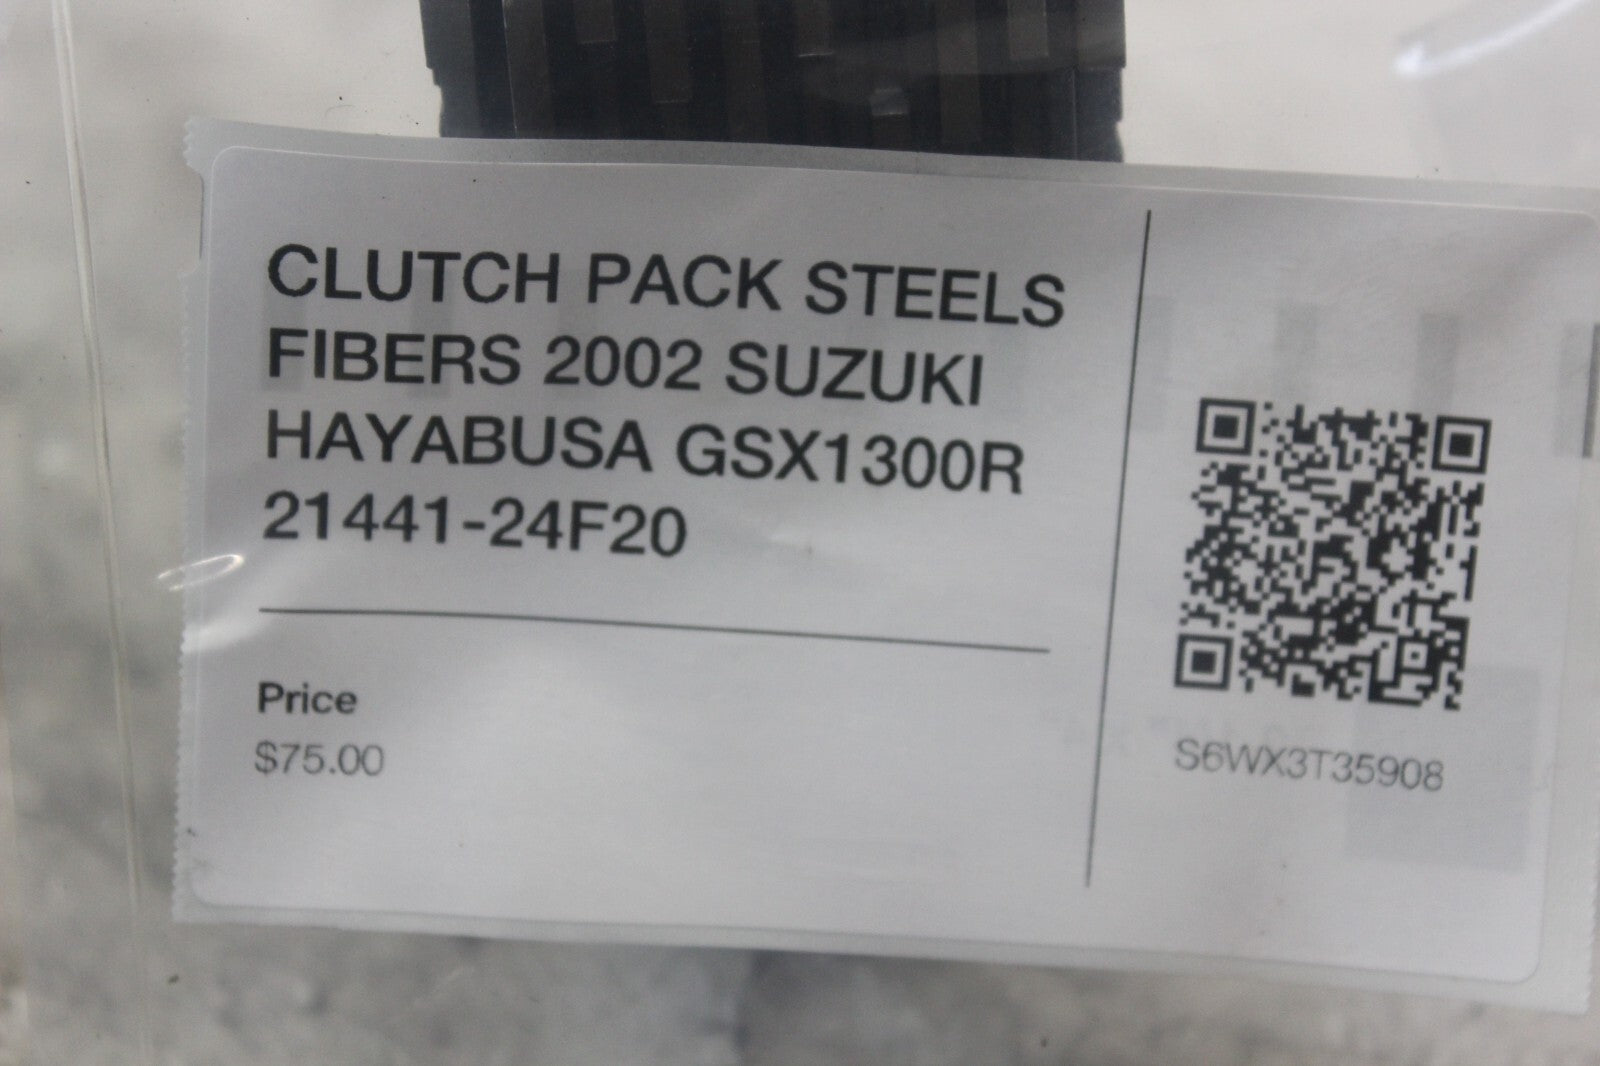 CLUTCH PACK STEELS
FIBERS 2002 SUZUKI
HAYABUSA GSX1300R
21441-24F20
Price
$75.00
S6WX3T35908